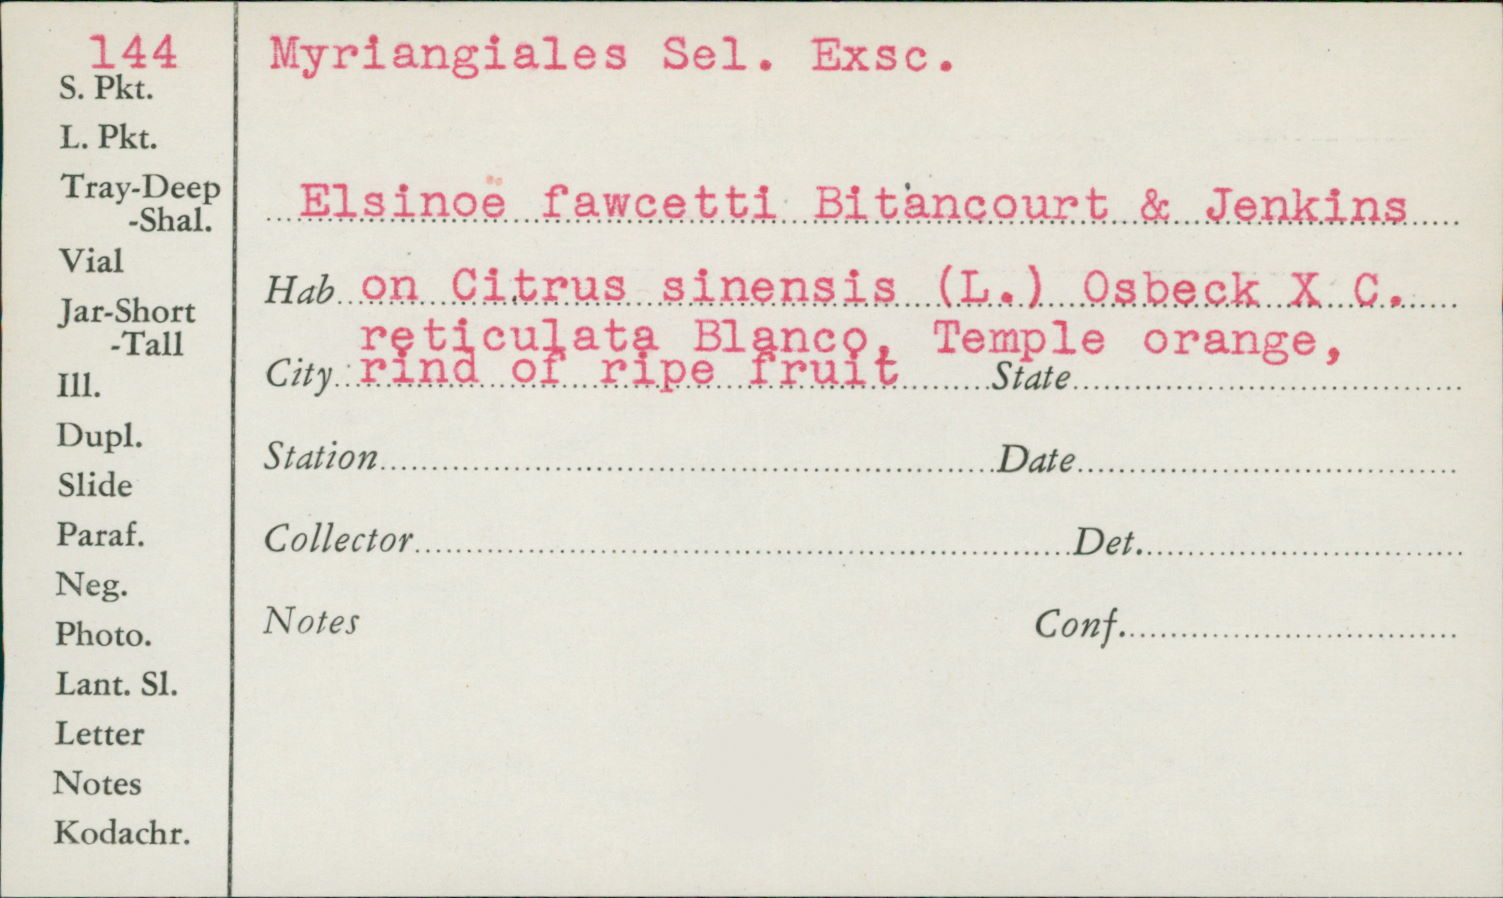 144 Myriangiales Sel. Exsc.
S. Pkt.
L. Pkt.
Tray-Deep
-Shal.
Vial
Jar-Short
-Tall
Ill.
Dupl.
Slide
Paraf.
Neg.
Photo.
Lant. Sl.
Letter
Notes
Kodachr.
Elsinoë fawcetti Bitancourt & Jenkins
Hab on Citrus sinensis (L.) Osbeck X C.
reticulata Blanco, Temple orange,
City rind of ripe fruit State
Station Date
Collector Det.
Notes Conf.